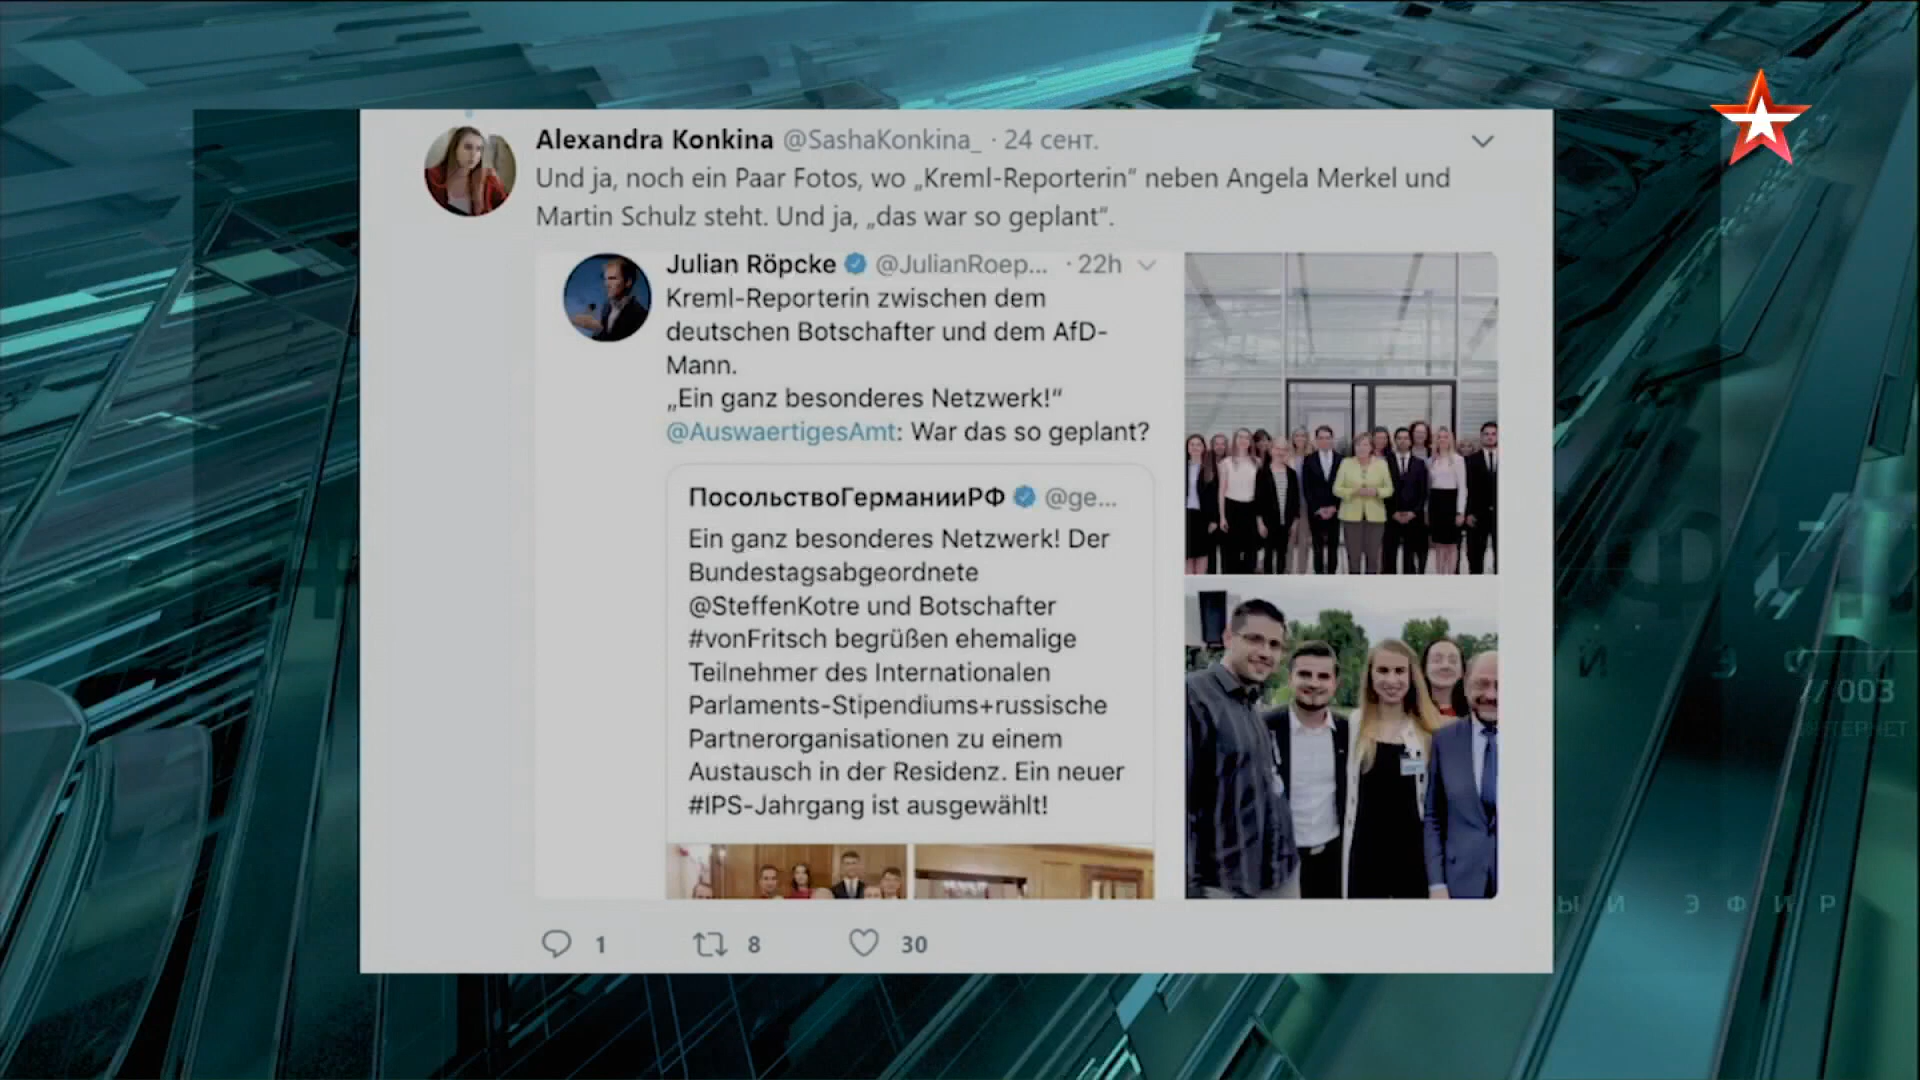 Alexandra Konkina @SashaKonkina_ · 24 сент.
Und ja, noch ein Paar Fotos, wo „Kreml-Reporterin“ neben Angela Merkel und
Martin Schulz steht. Und ja, „das war so geplant“.
Julian Röpcke @JulianRoep... · 22h
Kreml-Reporterin zwischen dem
deutschen Botschafter und dem AfD-
Mann.
„Ein ganz besonderes Netzwerk!“
@AuswaertigesAmt: War das so geplant?
ПосольствоГерманииРФ @ge...
Ein ganz besonderes Netzwerk! Der
Bundestagsabgeordnete
@SteffenKotre und Botschafter
#vonFritsch begrüßen ehemalige
Teilnehmer des Internationalen
Parlaments-Stipendiums+russische
Partnerorganisationen zu einem
Austausch in der Residenz. Ein neuer
#IPS-Jahrgang ist ausgewählt!
1 8 30
//003
ИНТЕРНЕТ